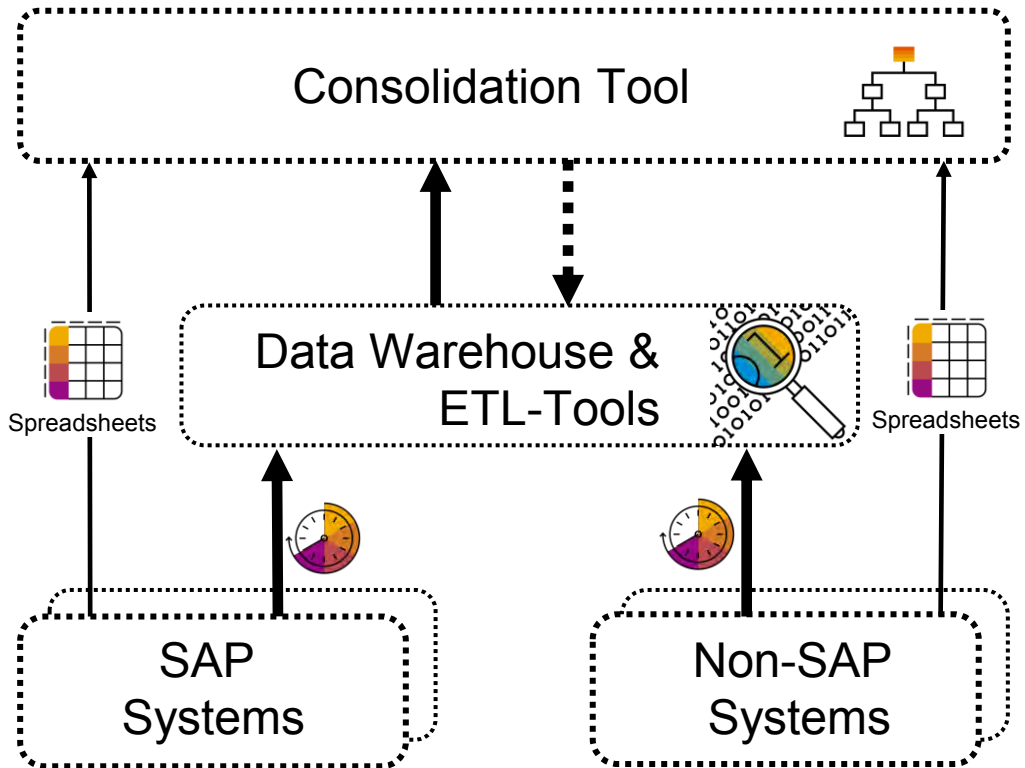 Consolidation Tool
Data Warehouse &
ETL-Tools
Spreadsheets
Spreadsheets
SAP
Systems
Non-SAP
Systems